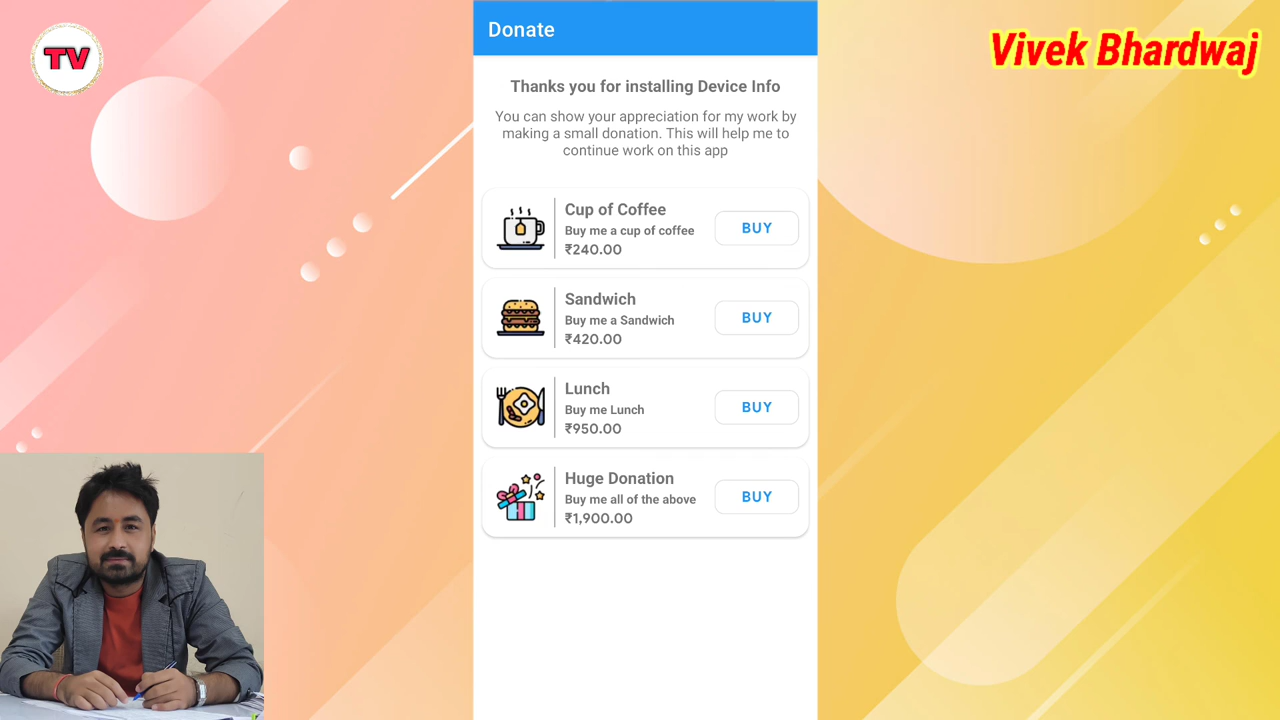 TV
Vivek Bhardwaj
Donate
Thanks you for installing Device Info
You can show your appreciation for my work by
making a small donation. This will help me to
continue work on this app
Cup of Coffee
Buy me a cup of coffee
₹240.00
BUY
Sandwich
Buy me a Sandwich
₹420.00
BUY
Lunch
Buy me Lunch
₹950.00
BUY
Huge Donation
Buy me all of the above
₹1,900.00
BUY